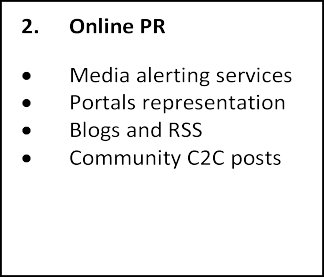 2. Online PR
• Media alerting services
• Portals representation
• Blogs and RSS
• Community C2C posts